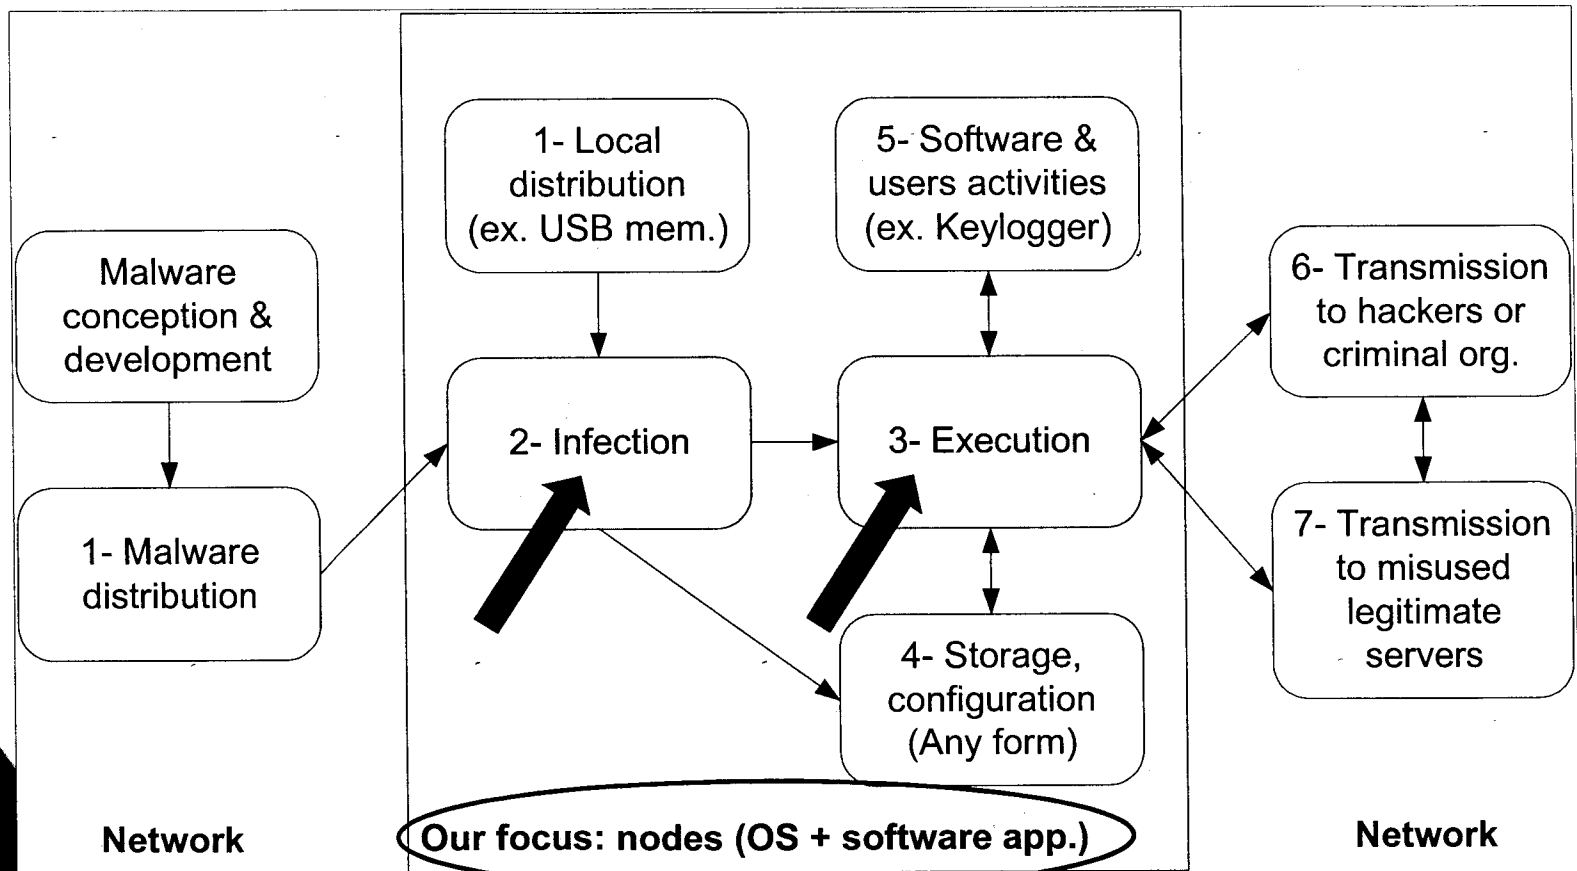 1- Local
distribution
(ex. USB mem.)
5- Software &
users activities
(ex. Keylogger)
Malware
conception &
development
6- Transmission
to hackers or
criminal org.
2- Infection
3- Execution
1- Malware
distribution
7- Transmission
to misused
legitimate
servers
4- Storage,
configuration
(Any form)
Network
Our focus: nodes (OS + software app.)
Network